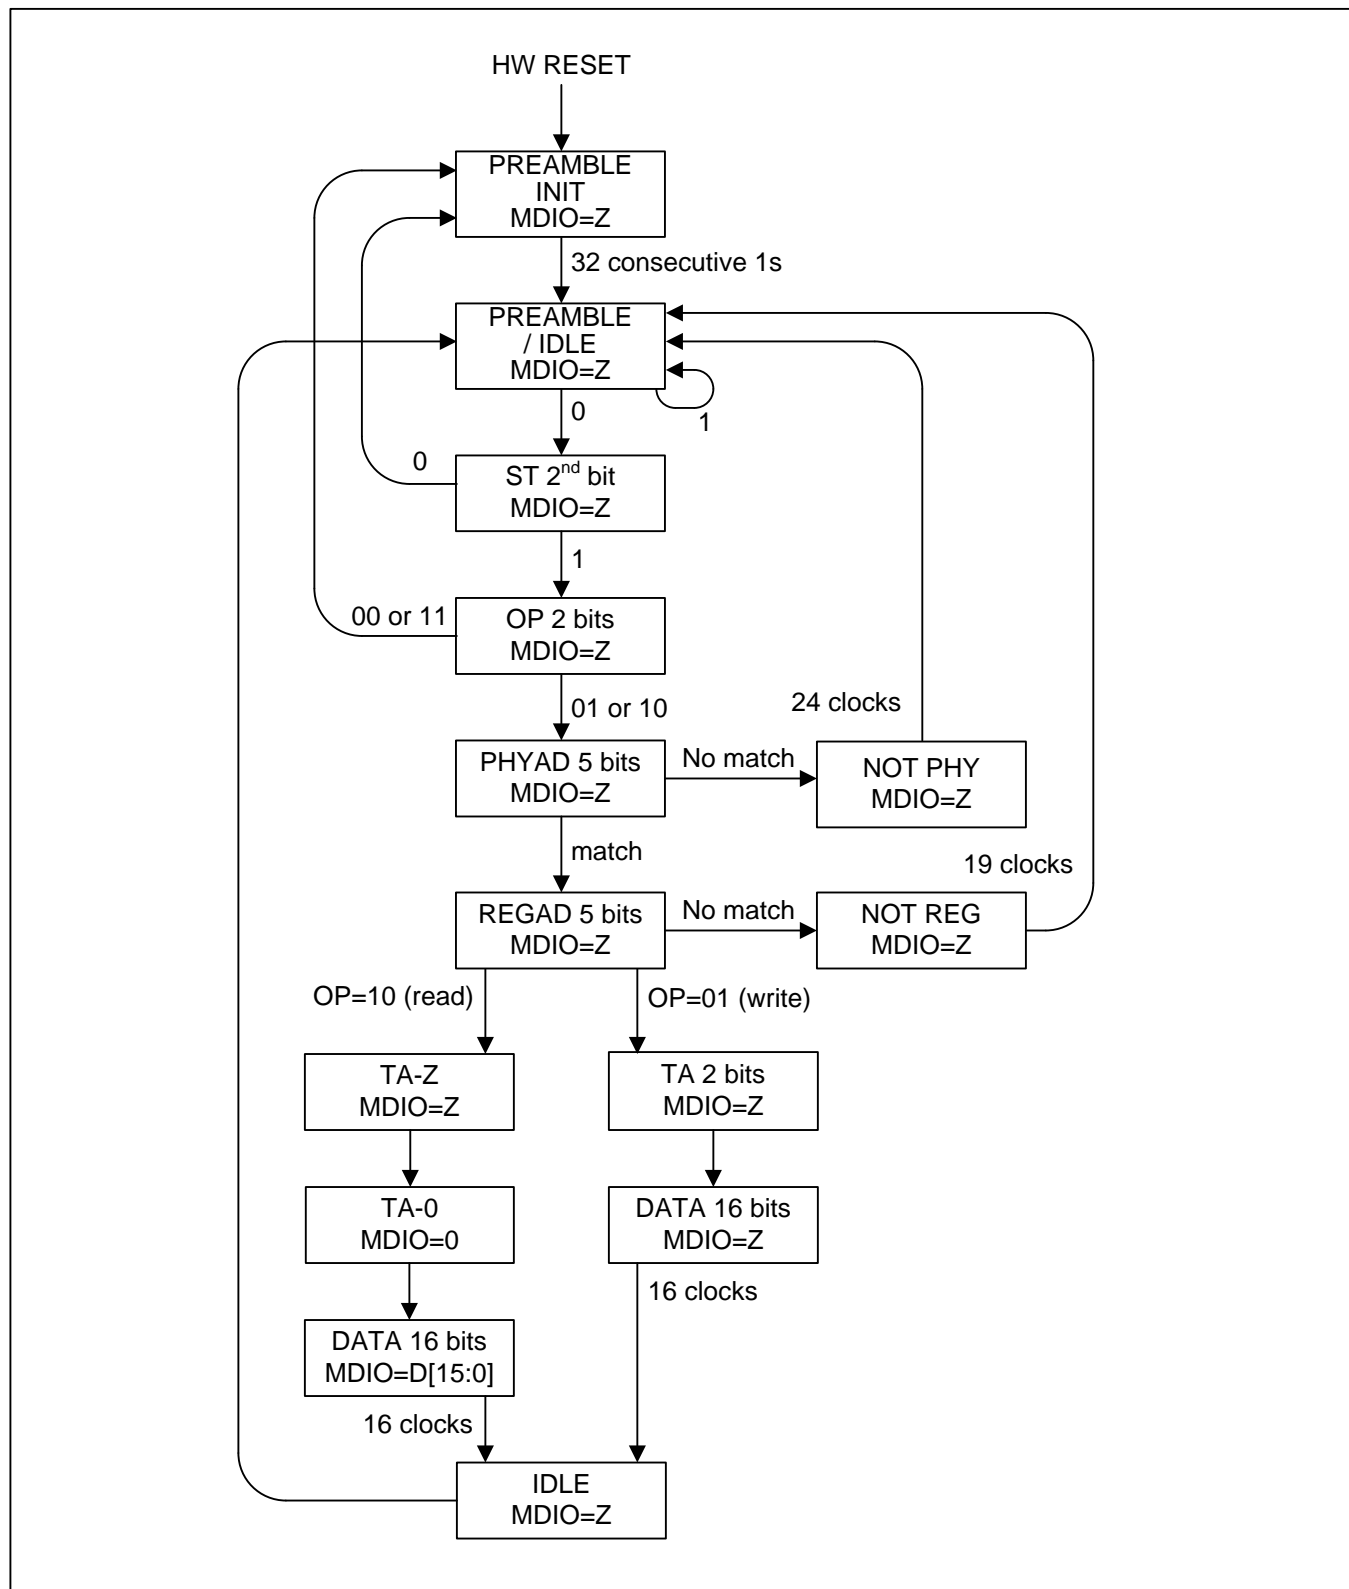 HW RESET
PREAMBLE
INIT
MDIO=Z
32 consecutive 1s
PREAMBLE
/ IDLE
MDIO=Z
1
0
0
ST 2nd bit
MDIO=Z
1
00 or 11
OP 2 bits
MDIO=Z
01 or 10
24 clocks
PHYAD 5 bits
MDIO=Z
No match
NOT PHY
MDIO=Z
match
19 clocks
REGAD 5 bits
MDIO=Z
No match
NOT REG
MDIO=Z
OP=10 (read)
OP=01 (write)
TA-Z
MDIO=Z
TA 2 bits
MDIO=Z
TA-0
MDIO=0
DATA 16 bits
MDIO=Z
16 clocks
DATA 16 bits
MDIO=D[15:0]
16 clocks
IDLE
MDIO=Z